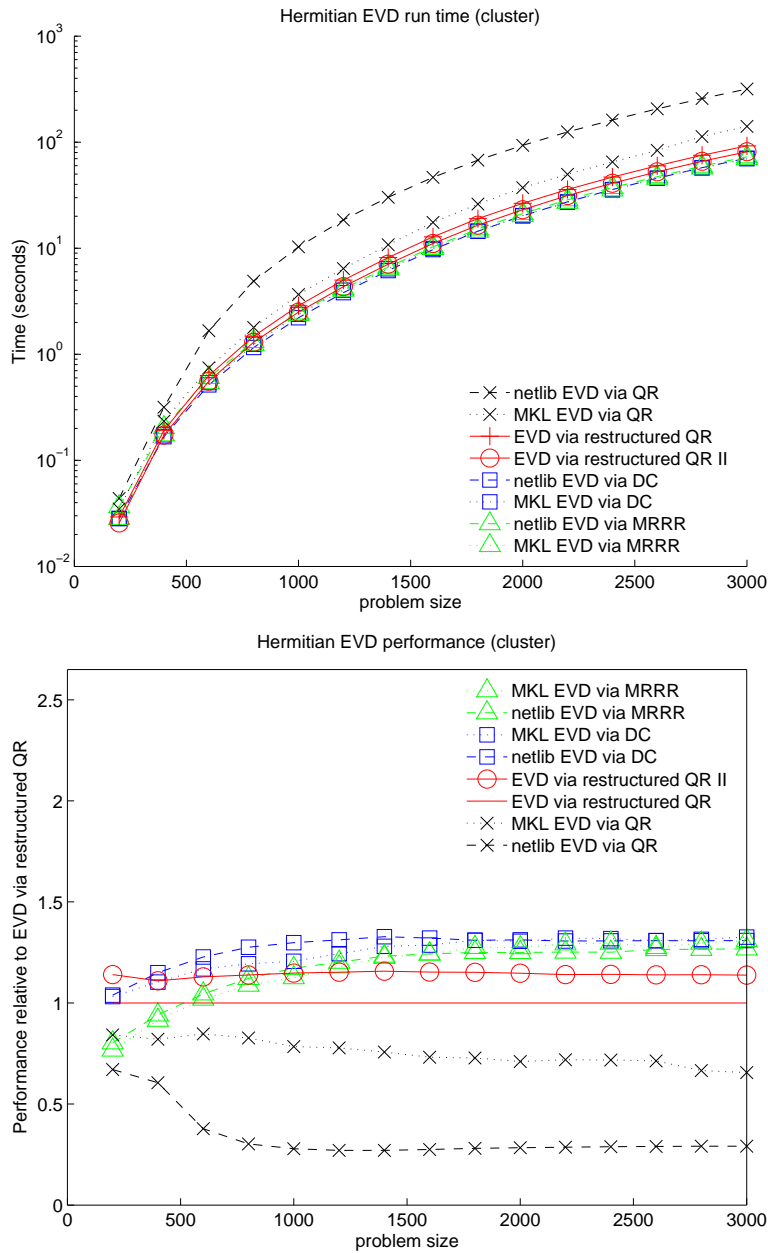 Hermitian EVD run time (cluster)
10^3
10^2
10^1
10^0
10^−1
10^−2
Time (seconds)
netlib EVD via QR
MKL EVD via QR
EVD via restructured QR
EVD via restructured QR II
netlib EVD via DC
MKL EVD via DC
netlib EVD via MRRR
MKL EVD via MRRR
0 500 1000 1500 2000 2500 3000
problem size
Hermitian EVD performance (cluster)
2.5
2
1.5
1
0.5
0
Performance relative to EVD via restructured QR
MKL EVD via MRRR
netlib EVD via MRRR
MKL EVD via DC
netlib EVD via DC
EVD via restructured QR II
EVD via restructured QR
MKL EVD via QR
netlib EVD via QR
0 500 1000 1500 2000 2500 3000
problem size